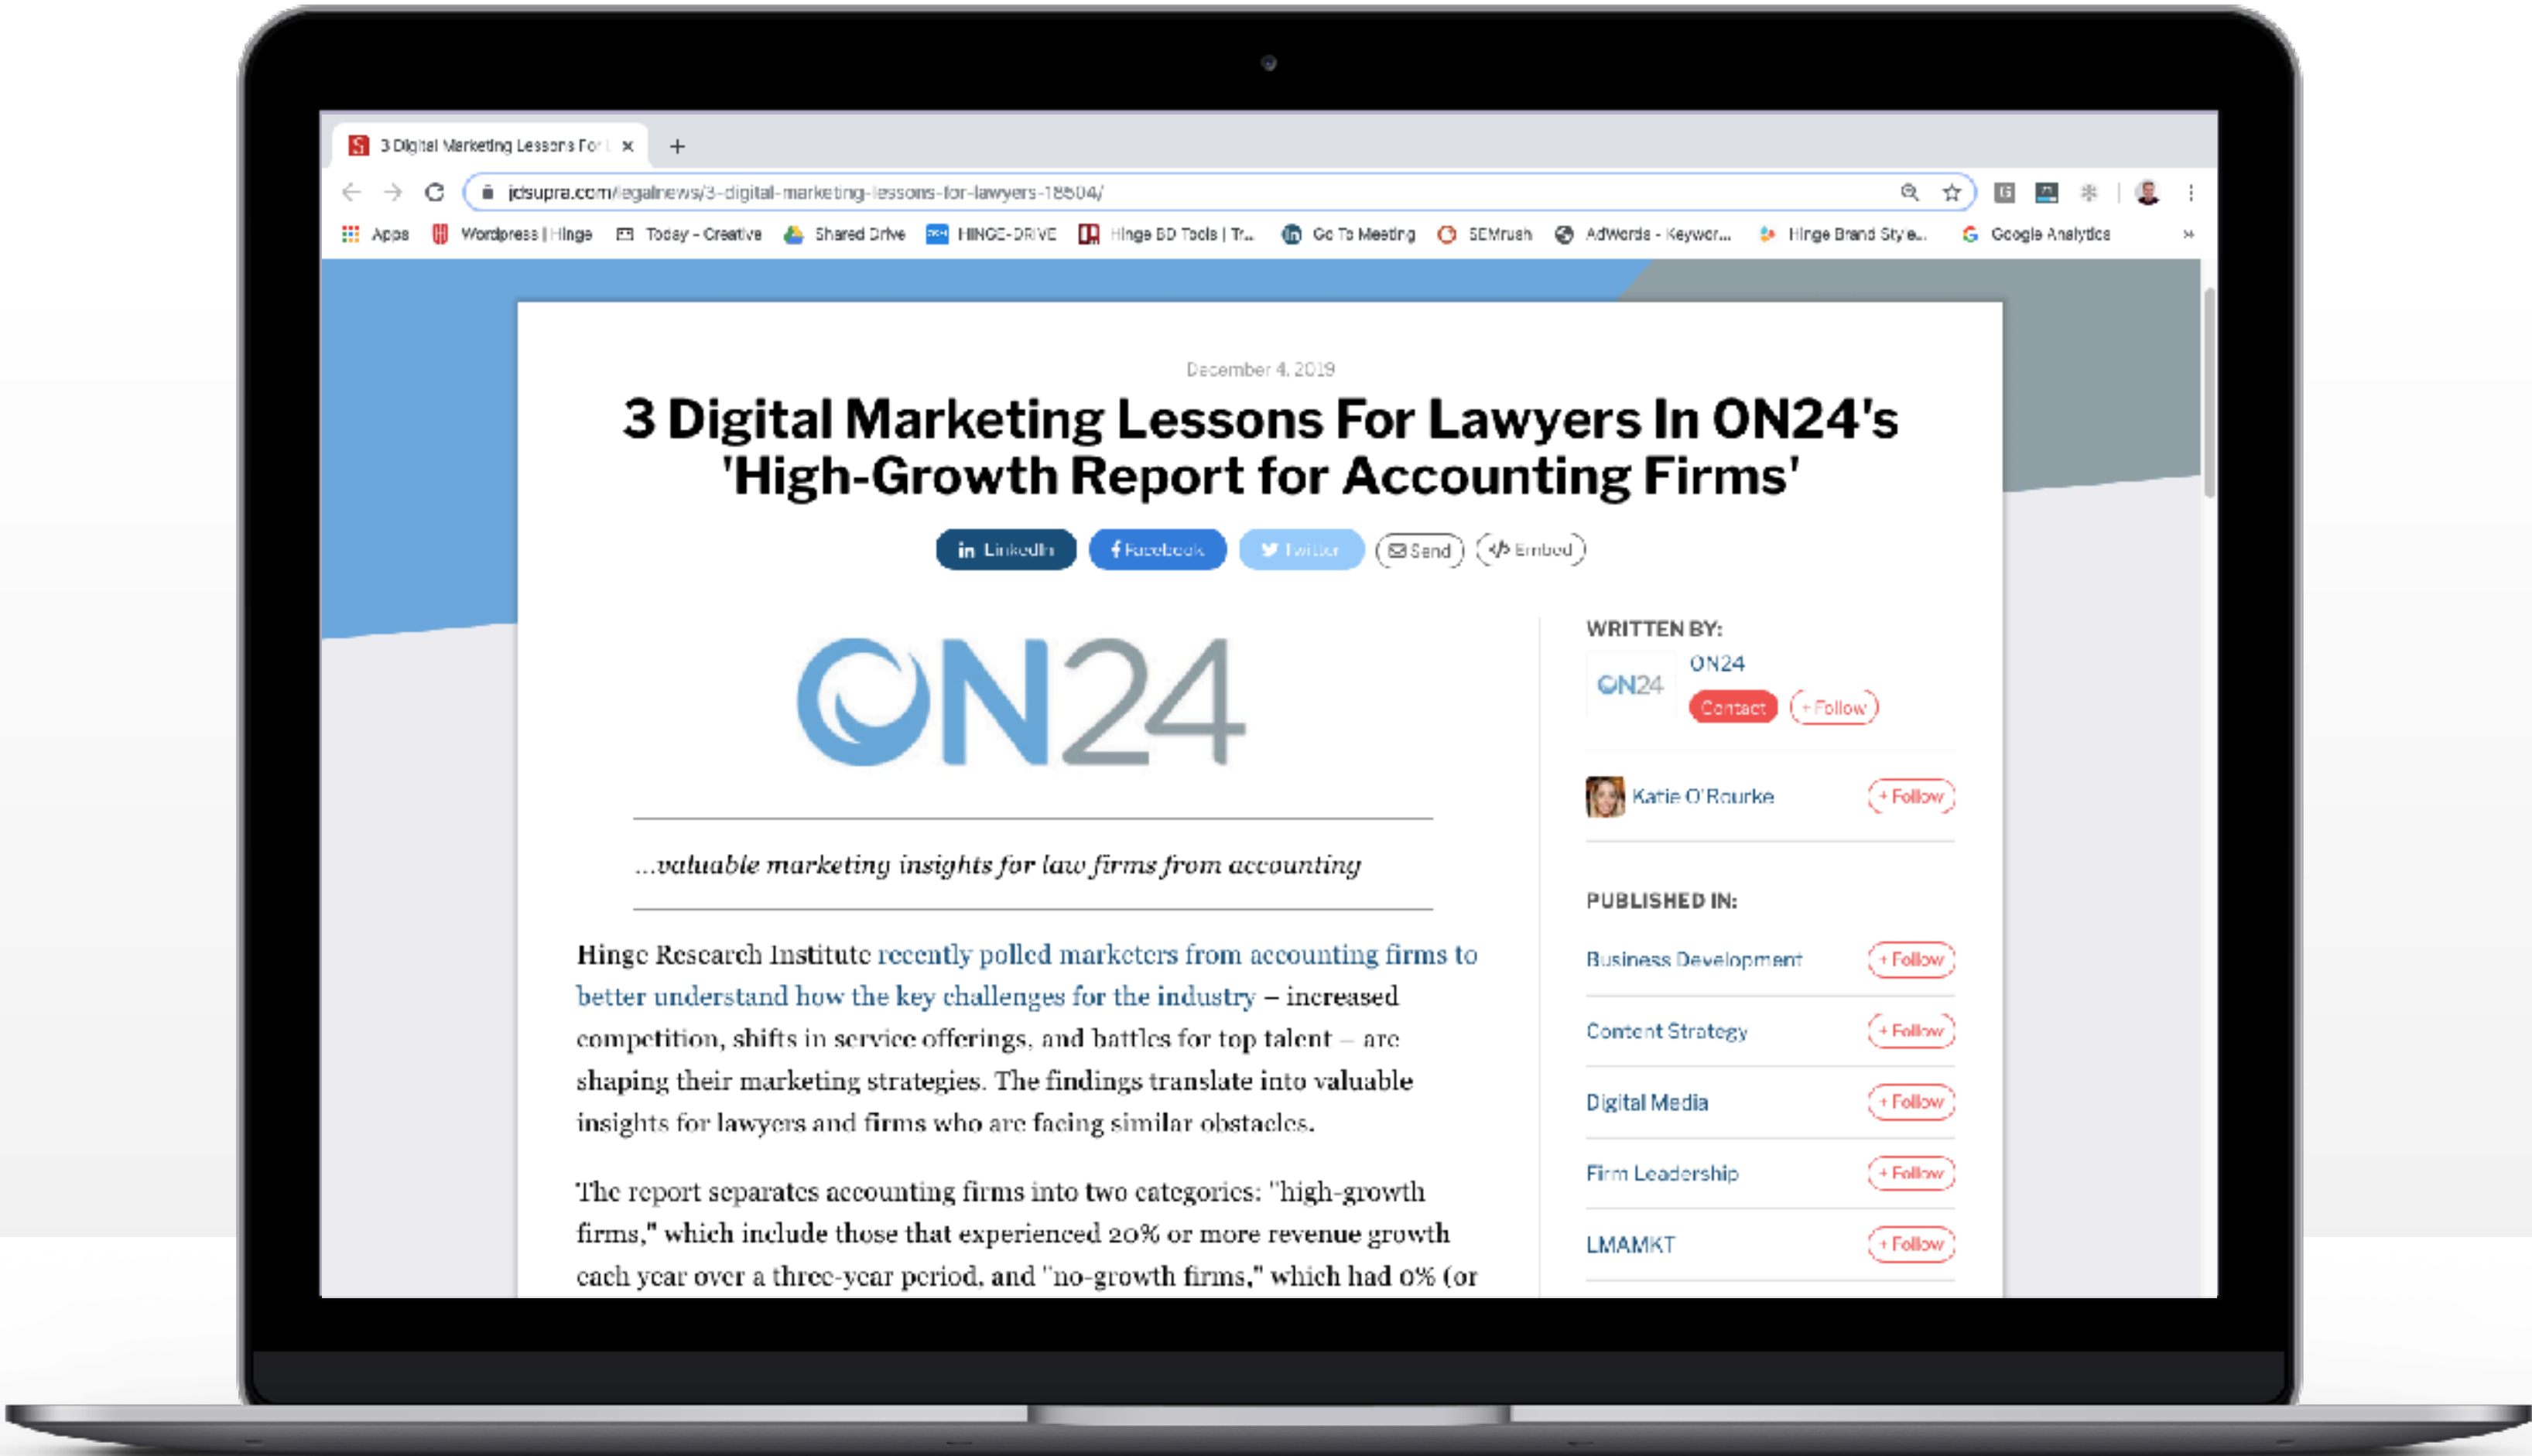 3 Digital Marketing Lessons For L
jdsupra.com/legalnews/3-digital-marketing-lessons-for-lawyers-18504/
Apps Wordpress | Hinge Today - Creative Shared Drive HINGE-DRIVE Hinge BD Tools | Tr... Go To Meeting SEMrush AdWords - Keywor... Hinge Brand Style... Google Analytics
December 4, 2019
3 Digital Marketing Lessons For Lawyers In ON24's
'High-Growth Report for Accounting Firms'
in LinkedIn Facebook Twitter Send Embed
ON24
...valuable marketing insights for law firms from accounting
Hinge Research Institute recently polled marketers from accounting firms to
better understand how the key challenges for the industry – increased
competition, shifts in service offerings, and battles for top talent – are
shaping their marketing strategies. The findings translate into valuable
insights for lawyers and firms who are facing similar obstacles.
The report separates accounting firms into two categories: "high-growth
firms," which include those that experienced 20% or more revenue growth
each year over a three-year period, and "no-growth firms," which had 0% (or
WRITTEN BY:
ON24
ON24
Contact + Follow
Katie O'Rourke + Follow
PUBLISHED IN:
Business Development + Follow
Content Strategy + Follow
Digital Media + Follow
Firm Leadership + Follow
LMAMKT + Follow